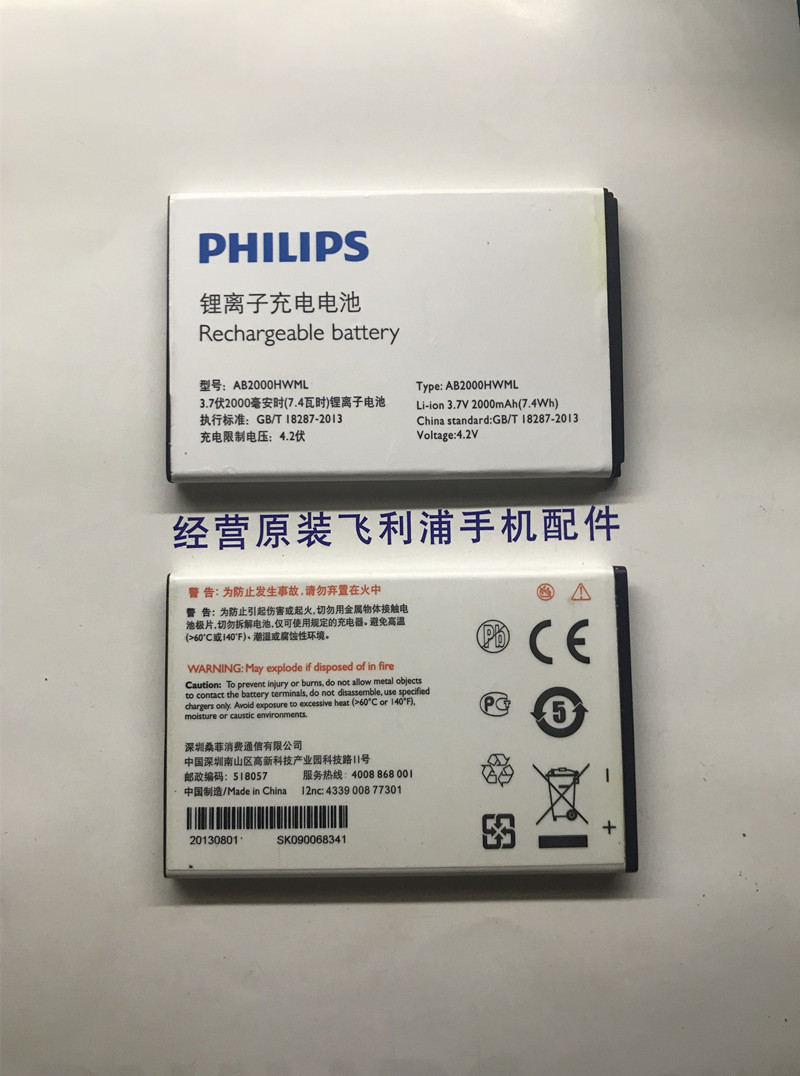 PHILIPS
锂离子充电电池
Rechargeable battery
型号: AB2000HWML
3.7伏2000毫安时(7.4瓦时)锂离子电池
执行标准: GB/T 18287-2013
充电限制电压: 4.2伏
Type: AB2000HWML
Li-ion 3.7V 2000mAh(7.4Wh)
China standard:GB/T 18287-2013
Voltage:4.2V
经营原装飞利浦手机配件
警 告: 为防止发生事故, 请勿弃置在火中
警 告: 为防止引起伤害或起火, 切勿用金属物体接触电
池极片, 切勿拆解电池, 仅可使用规定的充电器。避免高温
(>60°C或140°F)、潮湿或腐蚀性环境。
WARNING: May explode if disposed of in fire
Caution: To prevent injury or burns, do not allow metal objects
to contact the battery terminals, do not disassemble, use specified
chargers only. Avoid exposure to excessive heat (>60°C or 140°F),
moisture or caustic environments.
深圳桑菲消费通信有限公司
中国深圳南山区高新科技产业园科技路11号
邮政编码: 518057 服务热线: 4008 868 001
中国制造/Made in China 12nc: 4339 008 77301
20130801 SK090068341
Pb
CE
PC
5
-
+